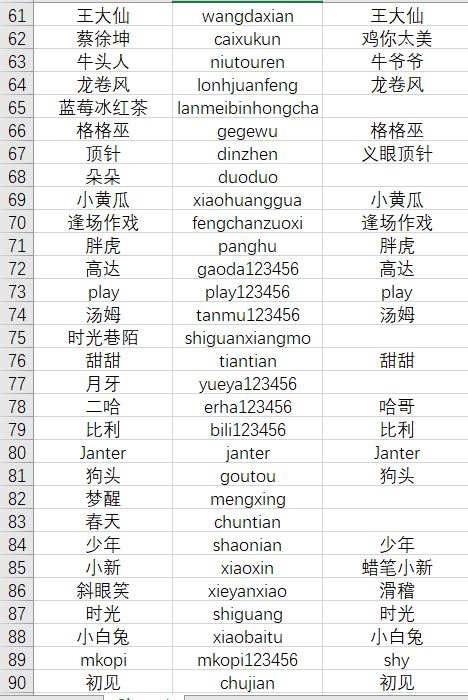 61 王大仙 wangdaxian 王大仙
62 蔡徐坤 caixukun 鸡你太美
63 牛头人 niutouren 牛爷爷
64 龙卷风 lonhjuanfeng 龙卷风
65 蓝莓冰红茶 lanmeibinhongcha
66 格格巫 gegewu 格格巫
67 顶针 dinzhen 义眼顶针
68 朵朵 duoduo
69 小黄瓜 xiaohuanggua 小黄瓜
70 逢场作戏 fengchanzuoxi 逢场作戏
71 胖虎 panghu 胖虎
72 高达 gaoda123456 高达
73 play play123456 play
74 汤姆 tanmu123456 汤姆
75 时光巷陌 shiguanxiangmo
76 甜甜 tiantian 甜甜
77 月牙 yueya123456
78 二哈 erha123456 哈哥
79 比利 bili123456 比利
80 Janter janter Janter
81 狗头 goutou 狗头
82 梦醒 mengxing
83 春天 chuntian
84 少年 shaonian 少年
85 小新 xiaoxin 蜡笔小新
86 斜眼笑 xieyanxiao 滑稽
87 时光 shiguang 时光
88 小白兔 xiaobaitu 小白兔
89 mkopi mkopi123456 shy
90 初见 chujian 初见